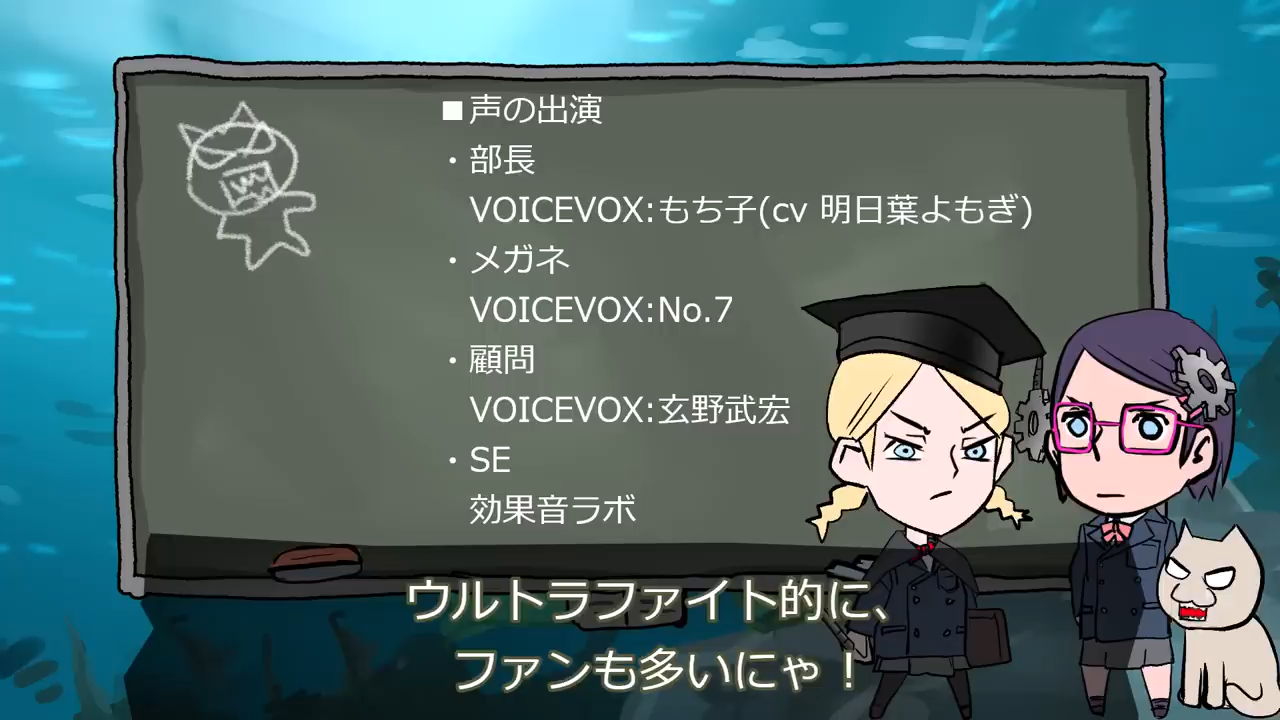 ■声の出演
・部長
VOICEVOX:もち子(cv 明日葉よもぎ)
・メガネ
VOICEVOX:No.7
・顧問
VOICEVOX:玄野武宏
・SE
効果音ラボ
ウルトラファイト的に、
ファンも多いにゃ！